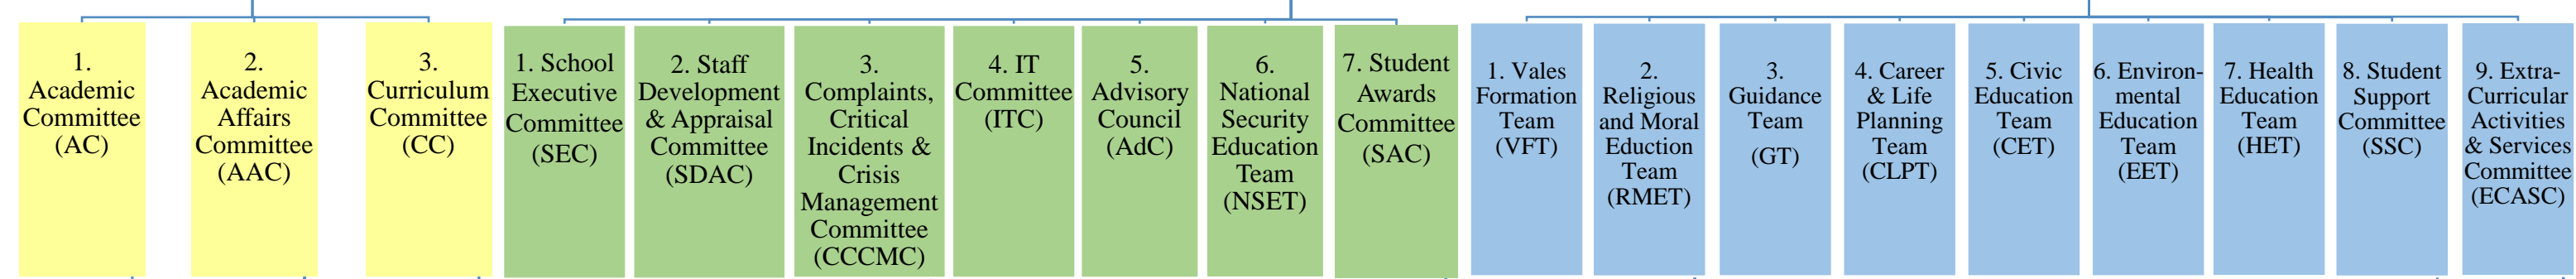 1.
Academic
Committee
(AC)
2.
Academic
Affairs
Committee
(AAC)
3.
Curriculum
Committee
(CC)
1. School
Executive
Committee
(SEC)
2. Staff
Development
& Appraisal
Committee
(SDAC)
3.
Complaints,
Critical
Incidents &
Crisis
Management
Committee
(CCCMC)
4. IT
Committee
(ITC)
5.
Advisory
Council
(AdC)
6.
National
Security
Education
Team
(NSET)
7. Student
Awards
Committee
(SAC)
1. Vales
Formation
Team
(VFT)
2.
Religious
and Moral
Eduction
Team
(RMET)
3.
Guidance
Team
(GT)
4. Career
& Life
Planning
Team
(CLPT)
5. Civic
Education
Team
(CET)
6. Environ-
mental
Education
Team
(EET)
7. Health
Education
Team
(HET)
8. Student
Support
Committee
(SSC)
9. Extra-
Curricular
Activities
& Services
Committee
(ECASC)